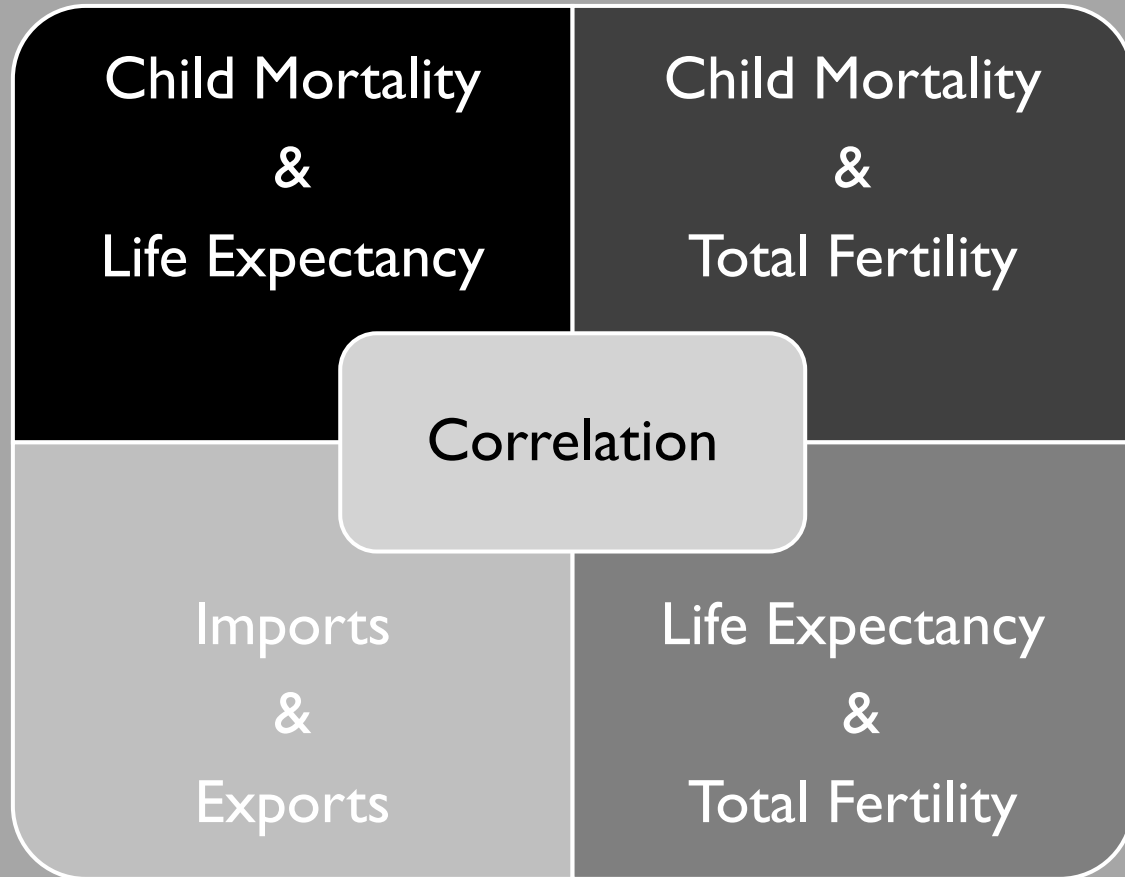 Child Mortality
&
Life Expectancy
Child Mortality
&
Total Fertility
Correlation
Imports
&
Exports
Life Expectancy
&
Total Fertility